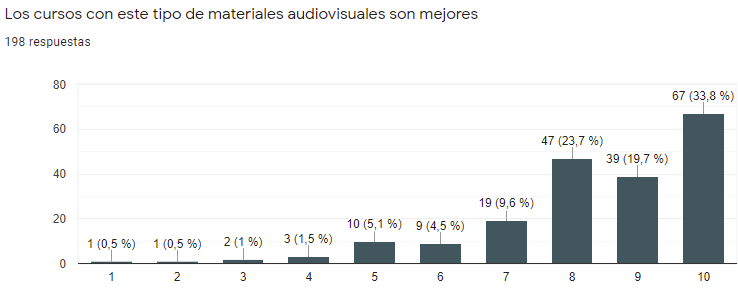 Los cursos con este tipo de materiales audiovisuales son mejores
198 respuestas
80
60
40
20
0
1 (0,5 %) 1 (0,5 %) 2 (1 %) 3 (1,5 %) 10 (5,1 %) 9 (4,5 %) 19 (9,6 %) 47 (23,7 %) 39 (19,7 %) 67 (33,8 %)
1 2 3 4 5 6 7 8 9 10